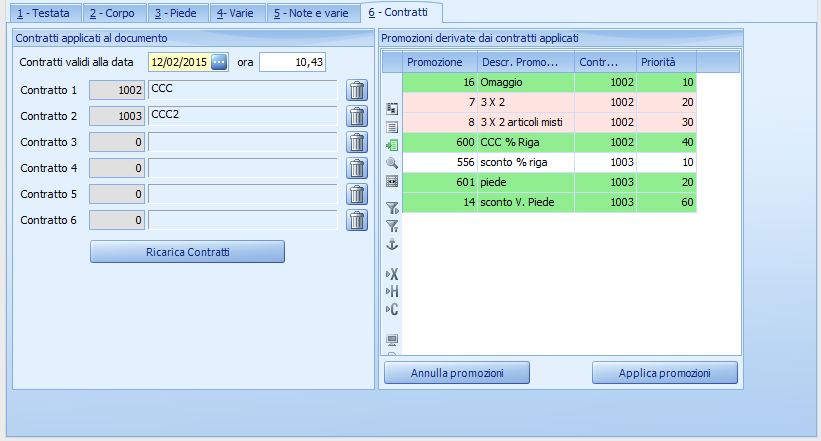 1 - Testata 2 - Corpo 3 - Piede 4- Varie 5 - Note e varie 6 - Contratti
Contratti applicati al documento
Contratti validi alla data 12/02/2015 ... ora 10,43
Contratto 1 1002 CCC
Contratto 2 1003 CCC2
Contratto 3 0
Contratto 4 0
Contratto 5 0
Contratto 6 0
Ricarica Contratti
Promozioni derivate dai contratti applicati
Promozione Descr. Promo... Contr... Priorità
16 Omaggio 1002 10
7 3 X 2 1002 20
8 3 X 2 articoli misti 1002 30
600 CCC % Riga 1002 40
556 sconto % riga 1003 10
601 piede 1003 20
14 sconto V. Piede 1003 60
X
H
C
Annulla promozioni Applica promozioni